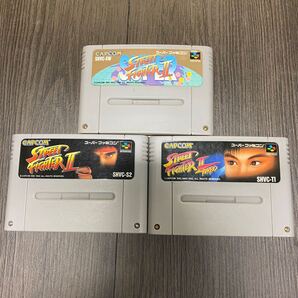 CAPCOM
スーパーファミコン
SUPER
STREET
FIGHTER II
SHVC-XW
CAPCOM
スーパーファミコン
STREET
FIGHTER II
SHVC-S2
CAPCOM
スーパーファミコン
STREET
FIGHTER II
TURBO
SHVC-TI